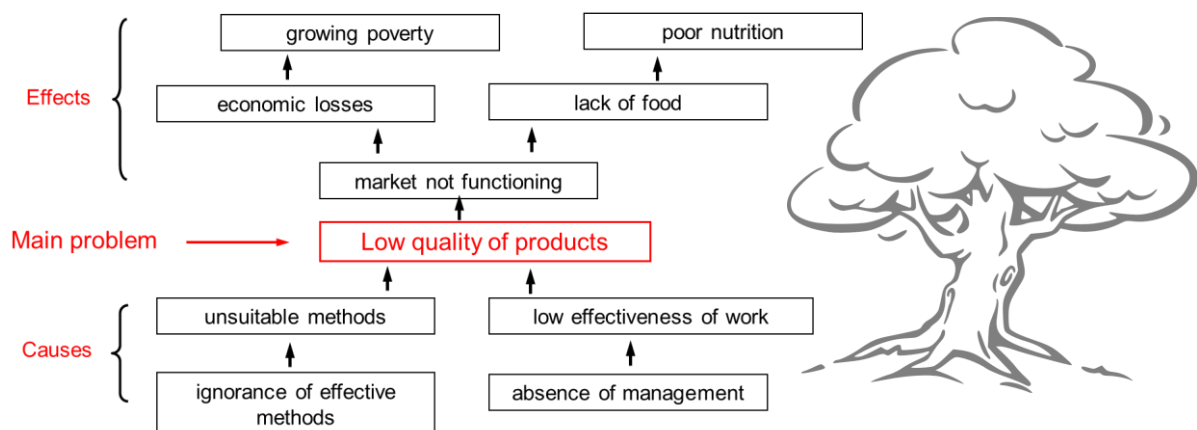 growing poverty
poor nutrition
Effects
economic losses
lack of food
market not functioning
Main problem
Low quality of products
unsuitable methods
low effectiveness of work
Causes
ignorance of effective
methods
absence of management